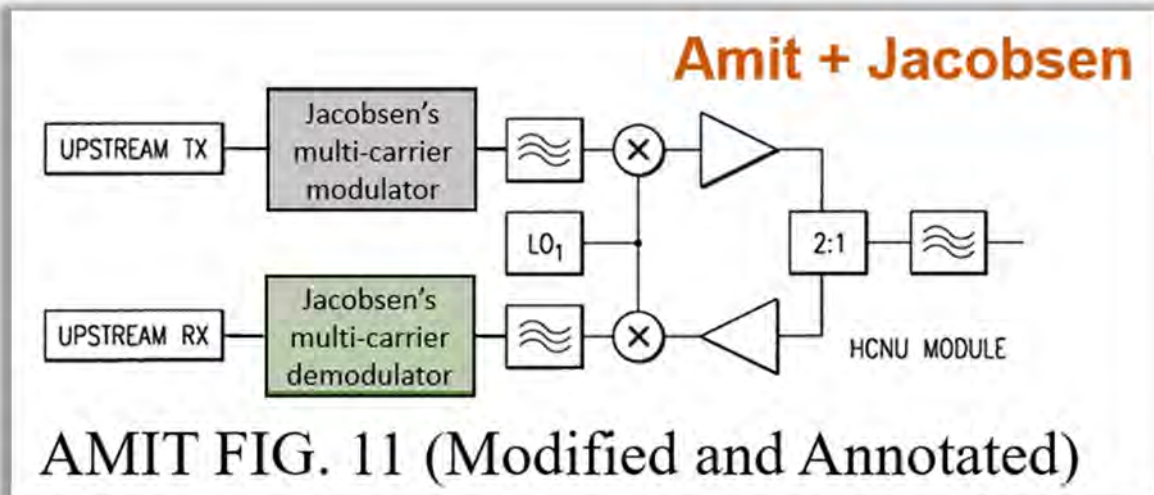 Amit + Jacobsen
UPSTREAM TX
Jacobsen's
multi-carrier
modulator
LO₁
2:1
UPSTREAM RX
Jacobsen's
multi-carrier
demodulator
HCNU MODULE
AMIT FIG. 11 (Modified and Annotated)